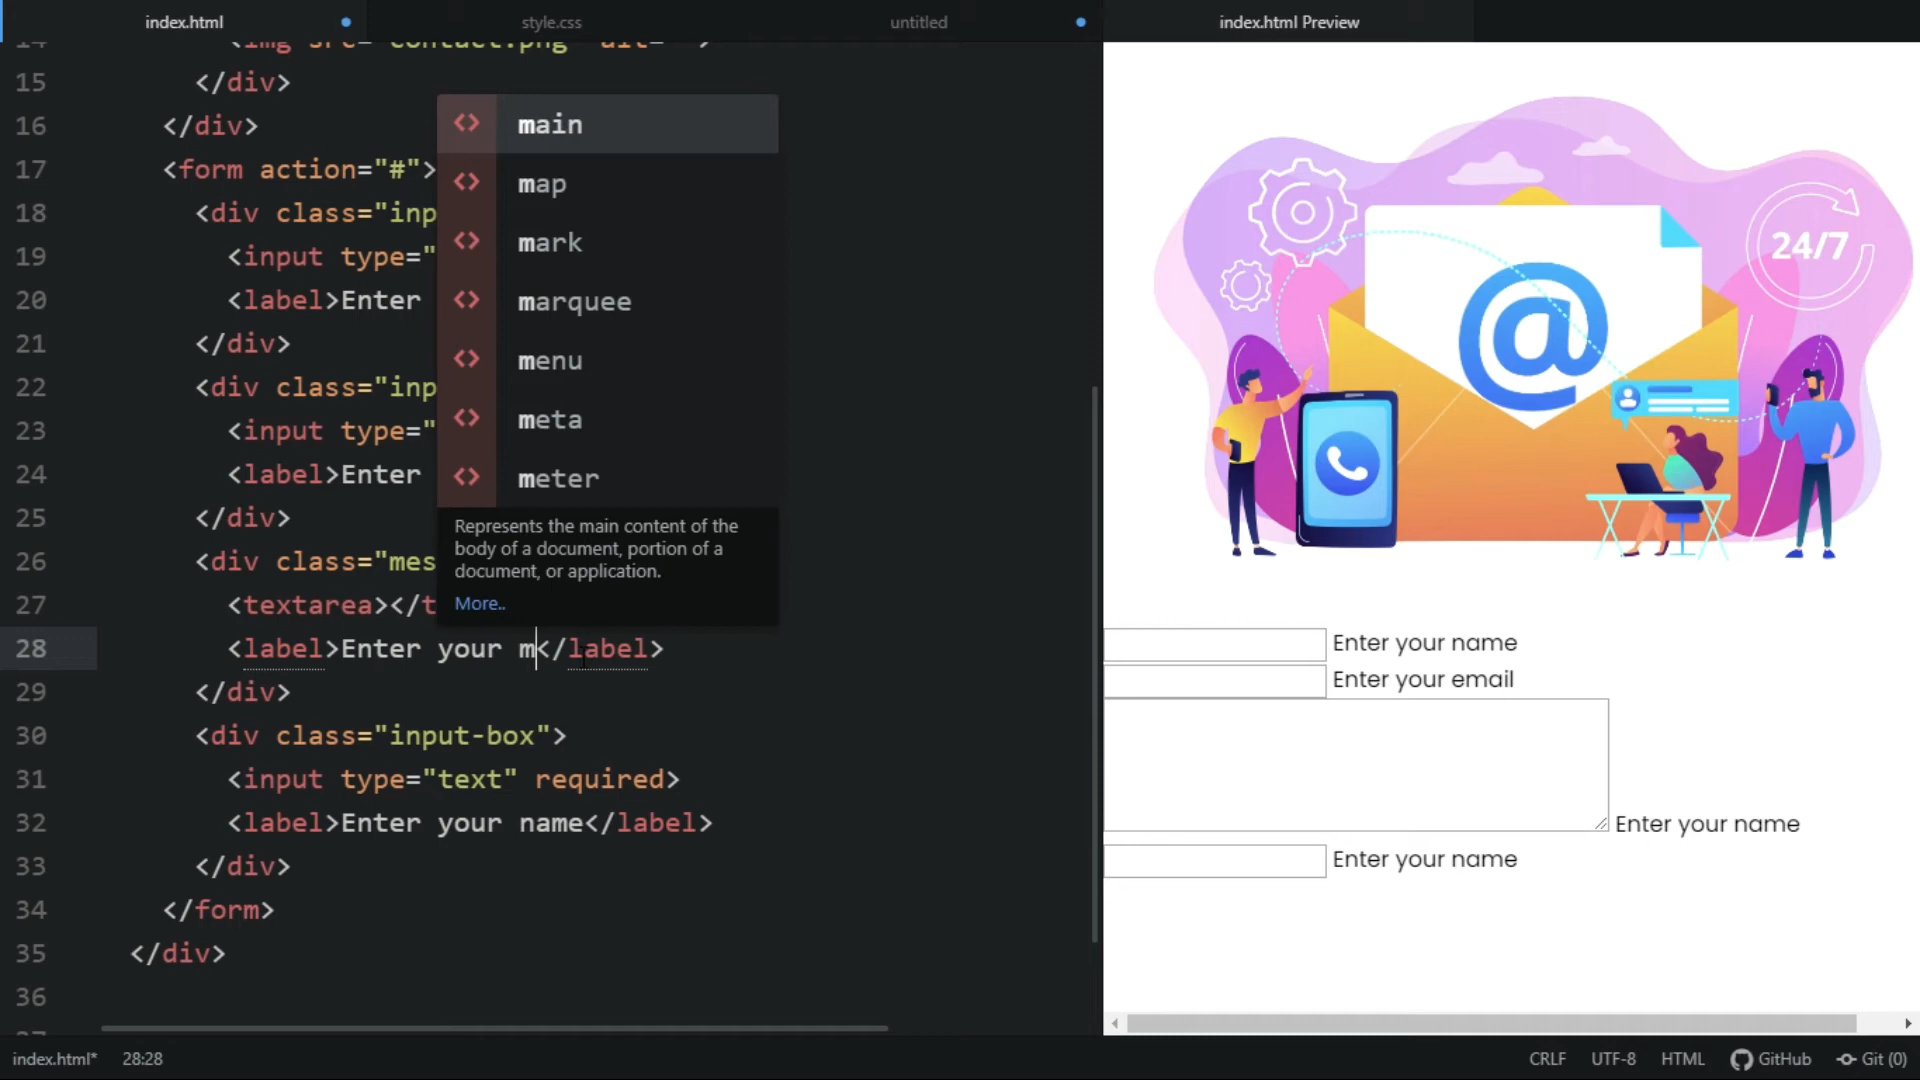 index.html
style.css
untitled
index.html Preview
14 <img src="contact.png" alt="">
15 </div>
16 </div>
17 <form action="#">
18 <div class="inp
19 <input type="
20 <label>Enter
21 </div>
22 <div class="inp
23 <input type="
24 <label>Enter
25 </div>
26 <div class="mes
27 <textarea></t
28 <label>Enter your m</label>
29 </div>
30 <div class="input-box">
31 <input type="text" required>
32 <label>Enter your name</label>
33 </div>
34 </form>
35 </div>
36
<> main
<> map
<> mark
<> marquee
<> menu
<> meta
<> meter
Represents the main content of the
body of a document, portion of a
document, or application.
More..
24/7
@
Enter your name
Enter your email
Enter your name
Enter your name
index.html* 28:28
CRLF UTF-8 HTML GitHub Git (0)